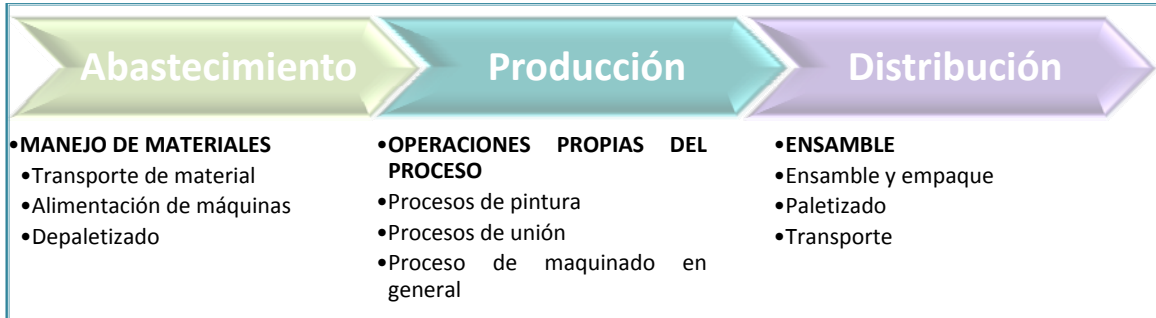 Abastecimiento
Producción
Distribución
•MANEJO DE MATERIALES
•Transporte de material
•Alimentación de máquinas
•Depaletizado
•OPERACIONES PROPIAS DEL
PROCESO
•Procesos de pintura
•Procesos de unión
•Proceso de maquinado en
general
•ENSAMBLE
•Ensamble y empaque
•Paletizado
•Transporte